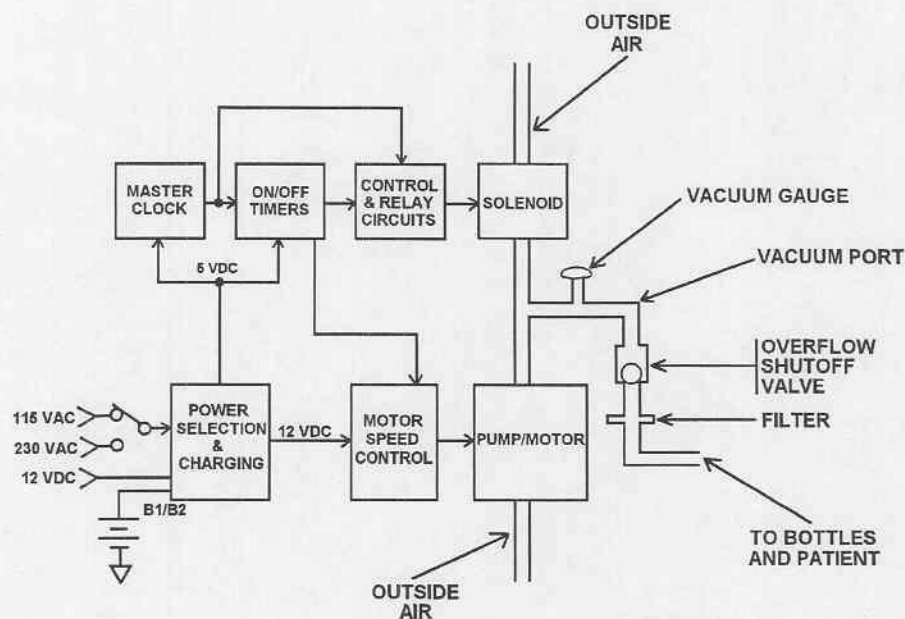 OUTSIDE
AIR
MASTER
CLOCK
ON/OFF
TIMERS
CONTROL
& RELAY
CIRCUITS
SOLENOID
VACUUM GAUGE
VACUUM PORT
5 VDC
OVERFLOW
SHUTOFF
VALVE
FILTER
115 VAC
230 VAC
12 VDC
B1/B2
POWER
SELECTION
&
CHARGING
12 VDC
MOTOR
SPEED
CONTROL
PUMP/MOTOR
TO BOTTLES
AND PATIENT
OUTSIDE
AIR